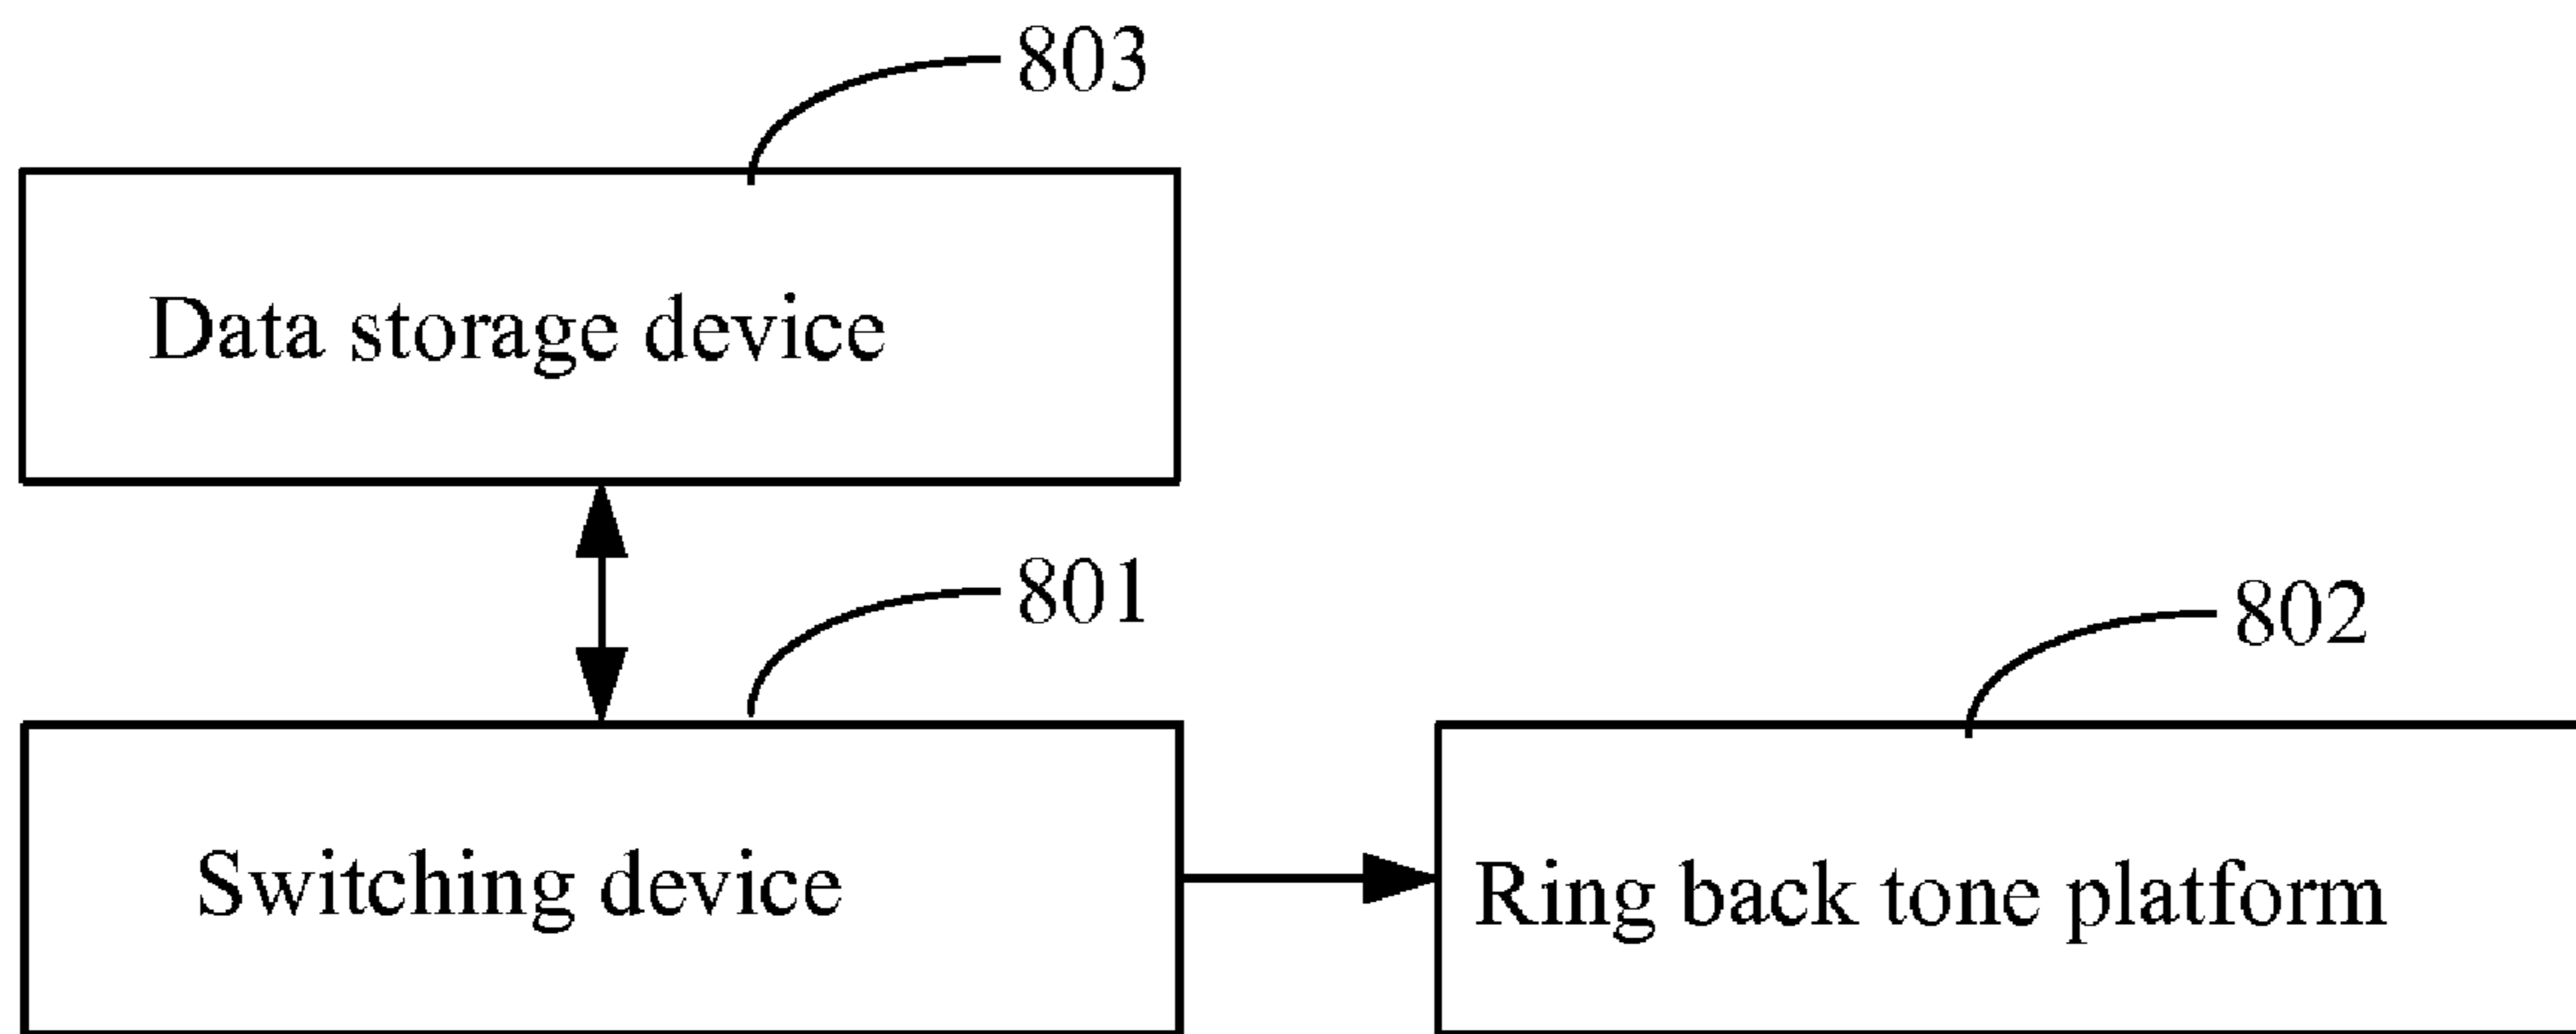 803
Data storage device
801
802
Switching device
Ring back tone platform